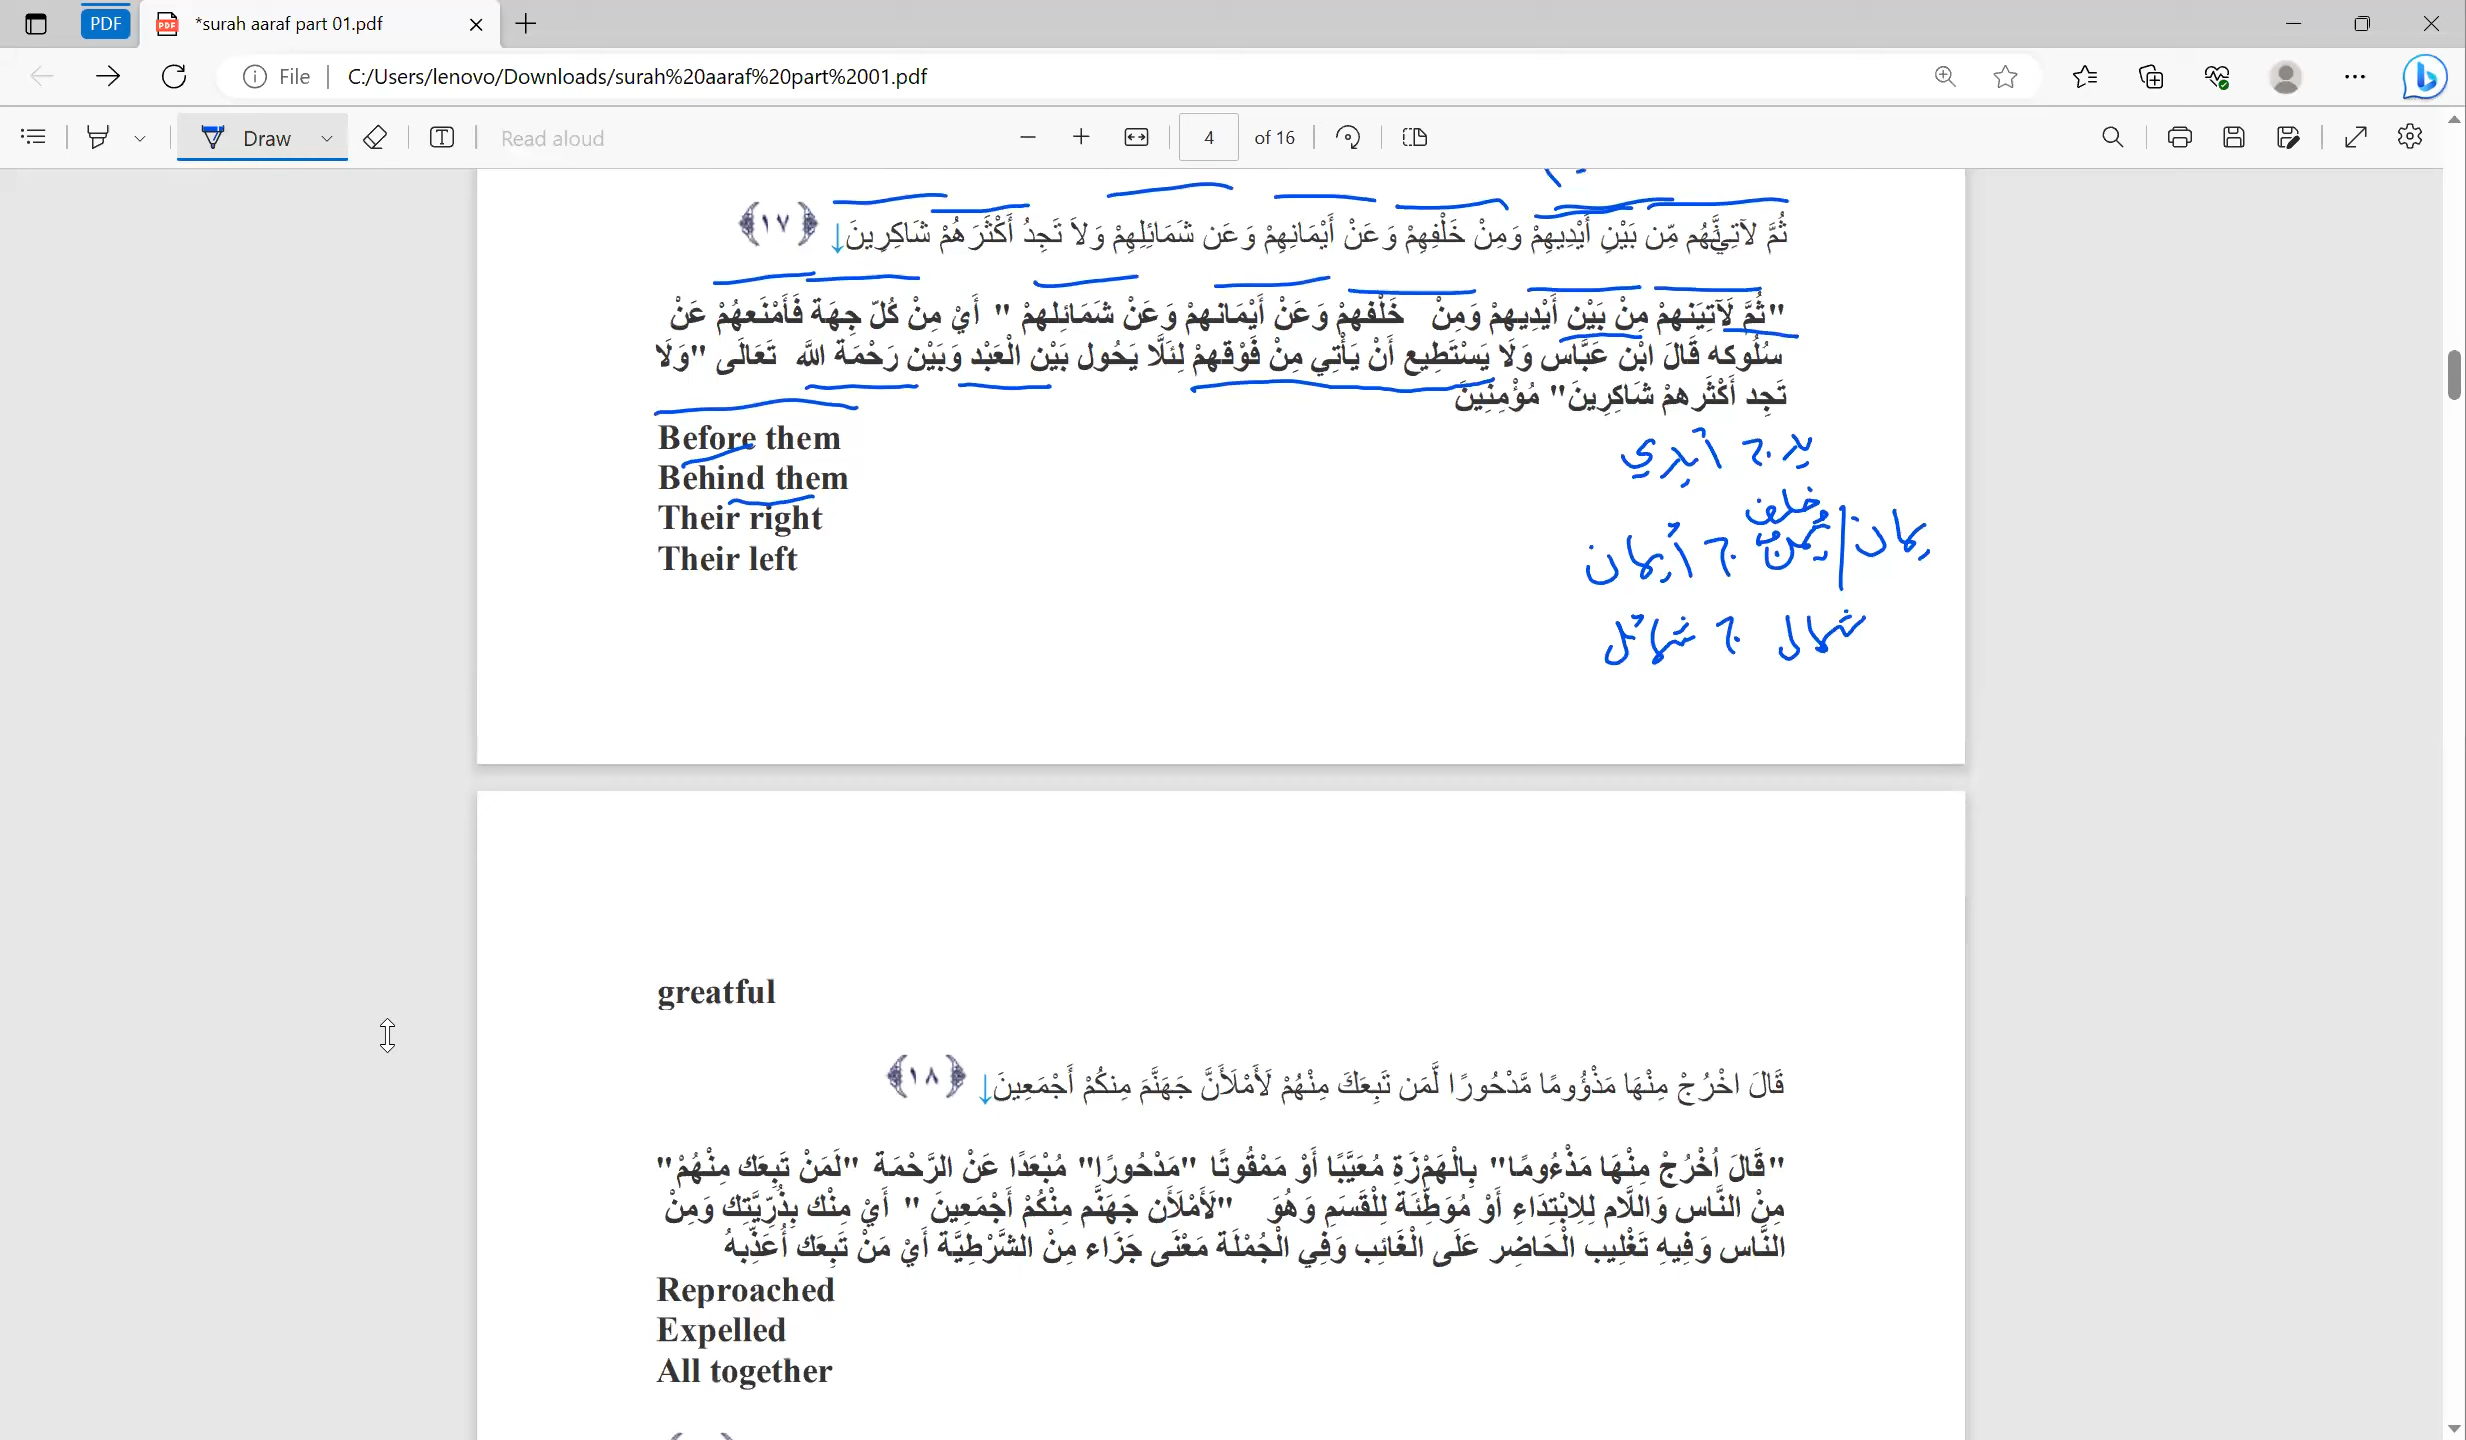 PDF
*surah aaraf part 01.pdf
File
C:/Users/lenovo/Downloads/surah%20aaraf%20part%2001.pdf
Draw
Read aloud
4
of 16
ثُمَّ لآتِيَنَّهُم مِّن بَيْنِ أَيْدِيهِمْ وَمِنْ خَلْفِهِمْ وَعَنْ أَيْمَانِهِمْ وَعَن شَمَائِلِهِمْ وَلاَ تَجِدُ أَكْثَرَهُمْ شَاكِرِينَ↓ ﴿١٧﴾
"ثُمَّ لَآتِيَنهمْ مِنْ بَيْن أَيْدِيهمْ وَمِنْ خَلْفهمْ وَعَنْ أَيْمَانهمْ وَعَنْ شَمَائِلهمْ " أَيْ مِنْ كُلّ جِهَة فَأَمْنَعهُمْ عَنْ
سُلُوكه قَالَ ابْن عَبَّاس وَلَا يَسْتَطِيع أَنْ يَأْتِي مِنْ فَوْقهمْ لِئَلَّا يَحُول بَيْن الْعَبْد وَبَيْن رَحْمَة اللَّه تَعَالَى "وَلَا
تَجِد أَكْثَرهمْ شَاكِرِينَ" مُؤْمِنِينَ
Before them
Behind them
Their right
Their left
يد ج أيدي
خلف
يمان / يمين ج أيمان
شمال ج شمائل
greatful
قَالَ اخْرُجْ مِنْهَا مَذْؤُومًا مَّدْحُورًا لَّمَن تَبِعَكَ مِنْهُمْ لَأَمْلَأَنَّ جَهَنَّمَ مِنكُمْ أَجْمَعِينَ↓ ﴿١٨﴾
"قَالَ اُخْرُجْ مِنْهَا مَذْءُومًا" بِالْهَمْزَةِ مُعَيَّبًا أَوْ مَمْقُوتًا "مَدْحُورًا" مُبْعَدًا عَنْ الرَّحْمَة "لَمَنْ تَبِعَك مِنْهُمْ"
مِنْ النَّاس وَاللَّام لِلِابْتِدَاءِ أَوْ مُوَطِّئَة لِلْقَسَمِ وَهُوَ "لَأَمْلَأَن جَهَنَّم مِنْكُمْ أَجْمَعِينَ " أَيْ مِنْك بِذُرِّيَّتِك وَمِنْ
النَّاس وَفِيهِ تَغْلِيب الْحَاضِر عَلَى الْغَائِب وَفِي الْجُمْلَة مَعْنَى جَزَاء مِنْ الشَّرْطِيَّة أَيْ مَنْ تَبِعَك أُعَذِّبهُ
Reproached
Expelled
All together